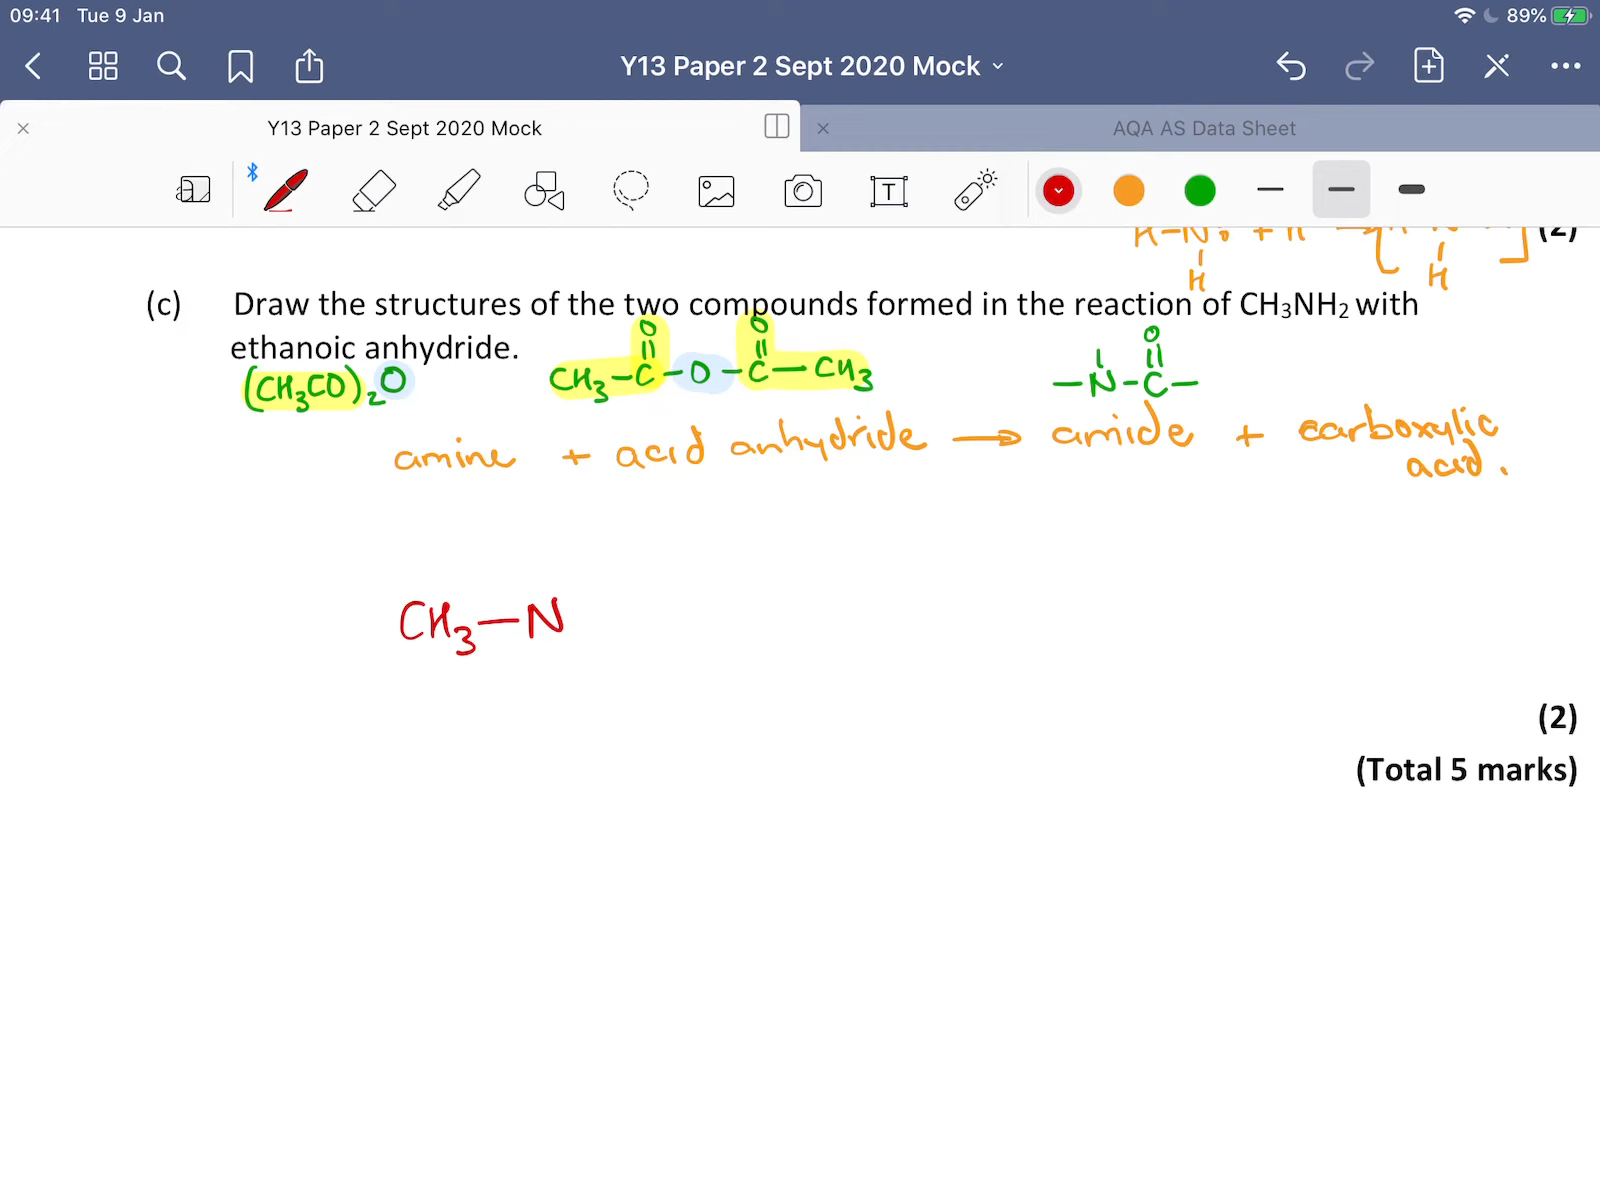 09:41 Tue 9 Jan
89%
Y13 Paper 2 Sept 2020 Mock
Y13 Paper 2 Sept 2020 Mock
AQA AS Data Sheet
a
T
H–N: + H
H
H
(2)
(c) Draw the structures of the two compounds formed in the reaction of CH₃NH₂ with
ethanoic anhydride.
O O O
(CH₃CO)₂O CH₃–C–O–C–CH₃ –N–C–
amine + acid anhydride → amide + carboxylic
acid.
CH₃–N
(2)
(Total 5 marks)